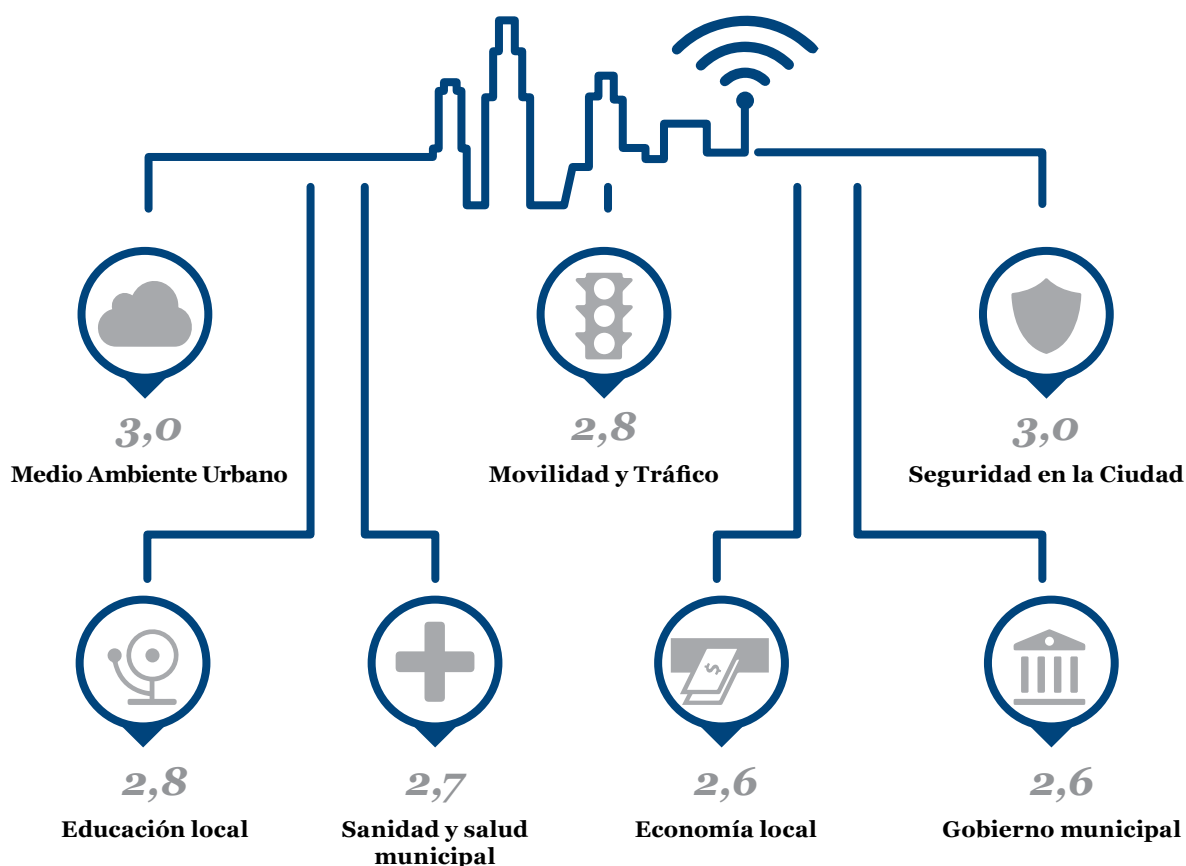 3,0
Medio Ambiente Urbano
2,8
Movilidad y Tráfico
3,0
Seguridad en la Ciudad
2,8
Educación local
2,7
Sanidad y salud
municipal
$
2,6
Economía local
2,6
Gobierno municipal